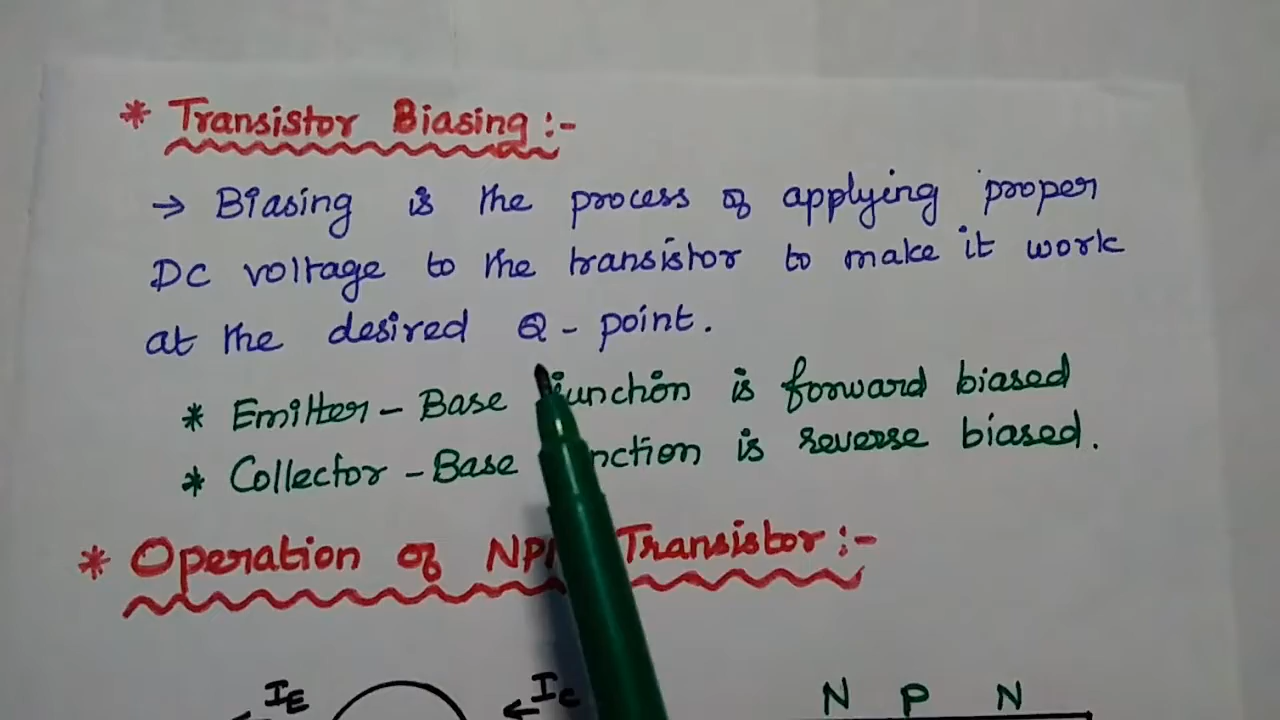 * Transistor Biasing :-
→ Biasing is the process of applying proper
DC voltage to the transistor to make it work
at the desired Q - point.
* Emitter - Base junction is forward biased
* Collector - Base is reverse biased.
* Operation of Transistor :-
IE IC N P N